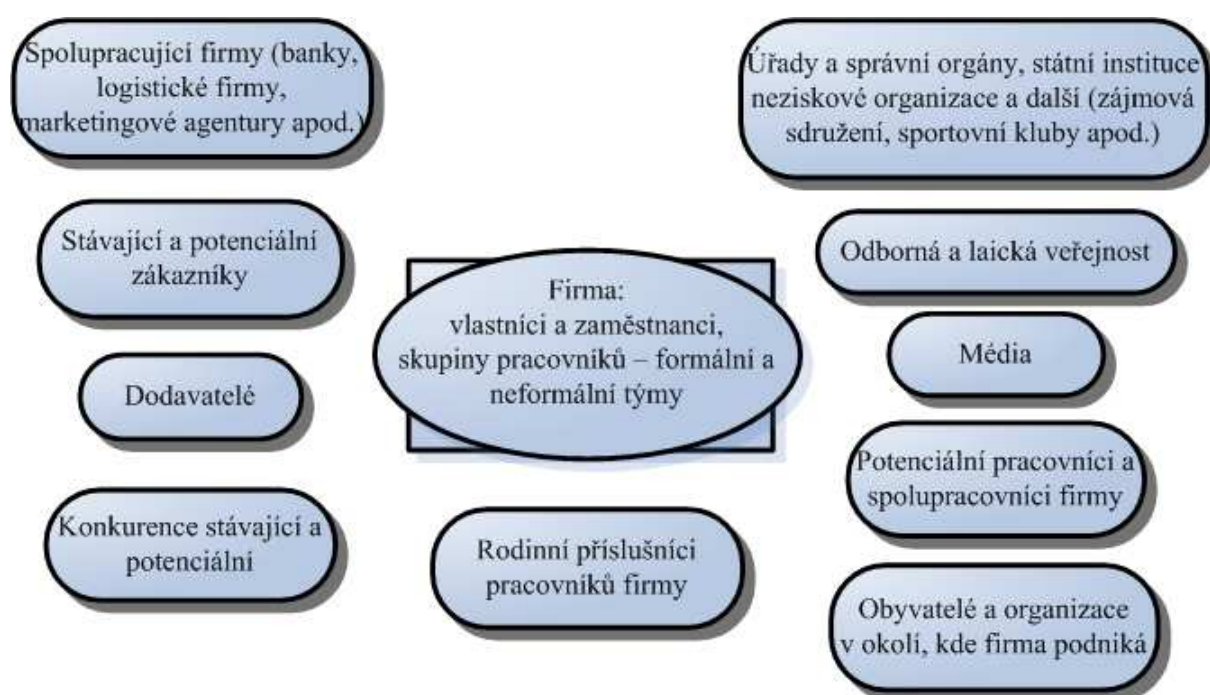 Spolupracující firmy (banky,
logistické firmy,
marketingové agentury apod.)
Stávající a potenciální
zákazníky
Dodavatelé
Konkurence stávající a
potenciální
Firma:
vlastníci a zaměstnanci,
skupiny pracovníků – formální a
neformální týmy
Rodinní příslušníci
pracovníků firmy
Úřady a správní orgány, státní instituce
neziskové organizace a další (zájmová
sdružení, sportovní kluby apod.)
Odborná a laická veřejnost
Média
Potenciální pracovníci a
spolupracovníci firmy
Obyvatelé a organizace
v okolí, kde firma podniká